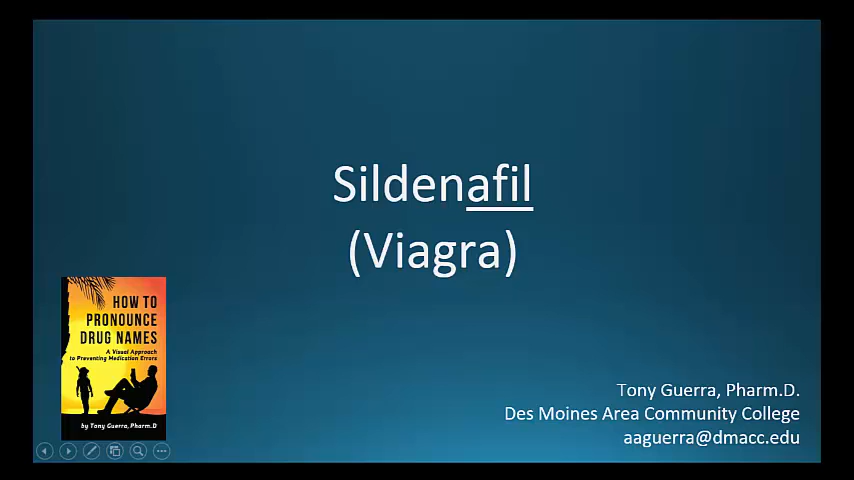 Sildenafil
(Viagra)
HOW TO
PRONOUNCE
DRUG NAMES
A Visual Approach
to Preventing Medication Errors
by Tony Guerra, Pharm.D
Tony Guerra, Pharm.D.
Des Moines Area Community College
aaguerra@dmacc.edu